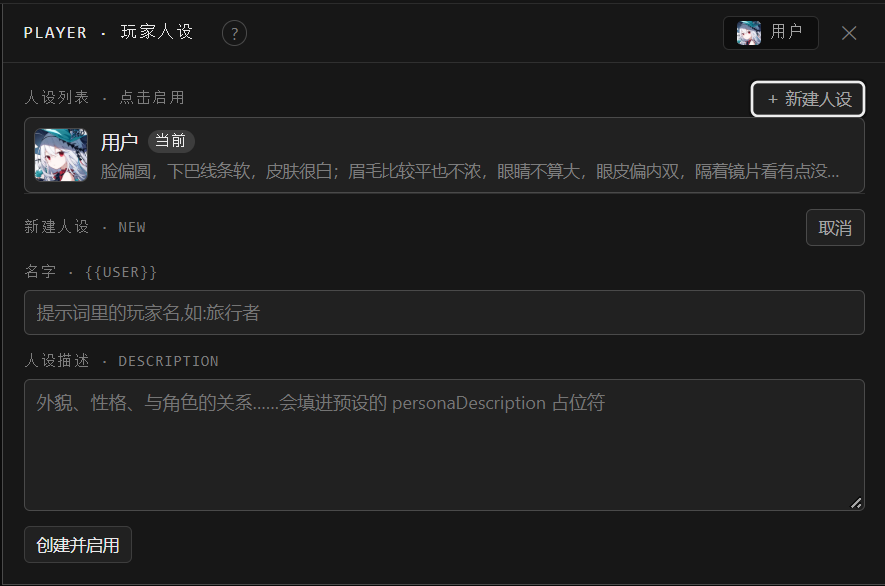 PLAYER · 玩家人设 ? 用户
人设列表 · 点击启用
+ 新建人设
用户 当前
脸偏圆，下巴线条软，皮肤很白；眉毛比较平也不浓，眼睛不算大，眼皮偏内双，隔着镜片看有点没...
新建人设 · NEW
取消
名字 · {{USER}}
提示词里的玩家名,如:旅行者
人设描述 · DESCRIPTION
外貌、性格、与角色的关系……会填进预设的 personaDescription 占位符
创建并启用